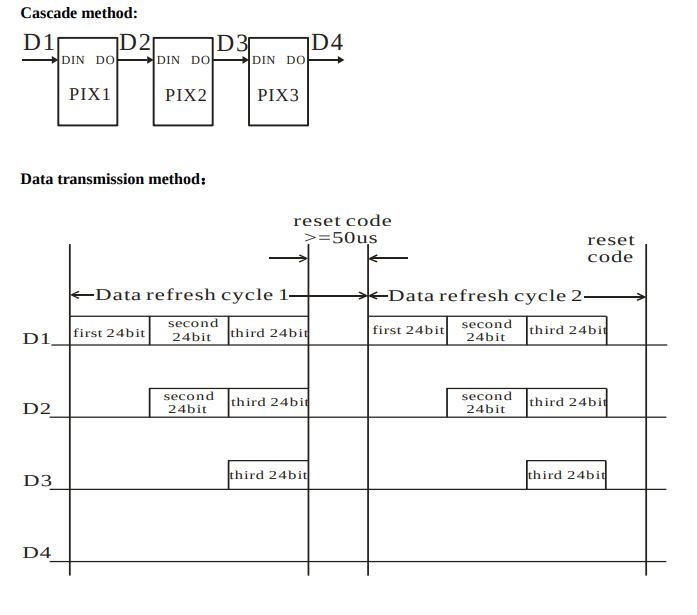 Cascade method:
D1 D2 D3 D4
DIN DO DIN DO DIN DO
PIX1 PIX2 PIX3
Data transmission method：
reset code
>=50us
reset
code
Data refresh cycle 1 Data refresh cycle 2
D1 first 24bit second 24bit third 24bit first 24bit second 24bit third 24bit
D2 second 24bit third 24bit second 24bit third 24bit
D3 third 24bit third 24bit
D4